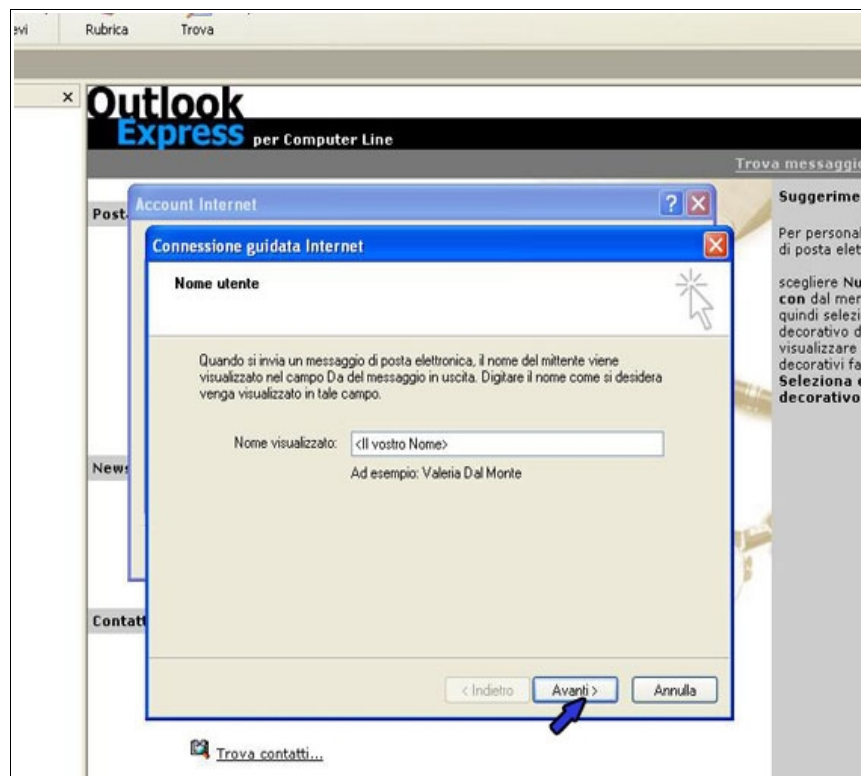 Rubrica
Trova
Outlook
Express per Computer Line
Trova messaggio
Account Internet
Post
Connessione guidata Internet
Nome utente
Quando si invia un messaggio di posta elettronica, il nome del mittente viene
visualizzato nel campo Da del messaggio in uscita. Digitare il nome come si desidera
venga visualizzato in tale campo.
Nome visualizzato: <Il vostro Nome>
Ad esempio: Valeria Dal Monte
News
Contatt
< Indietro
Avanti >
Annulla
Trova contatti...
Suggerime
Per personal
di posta elet
scegliere Nu
con dal mer
quindi selezi
decorativo d
visualizzare
decorativi fa
Seleziona e
decorativo